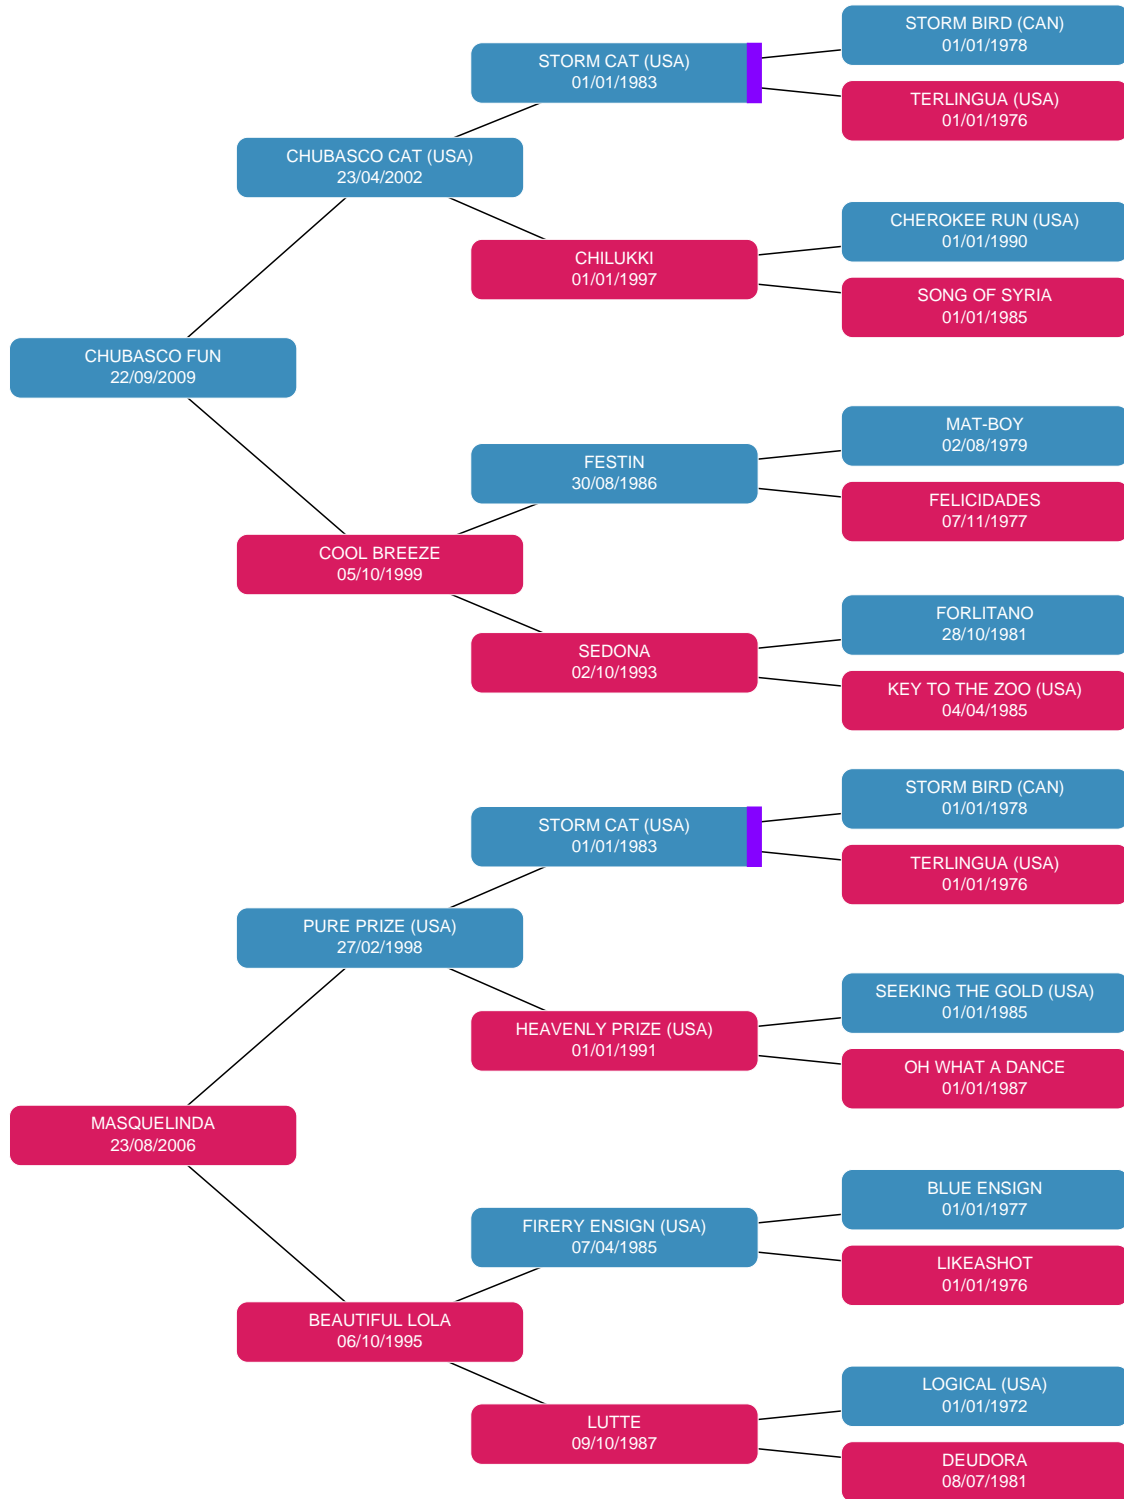 STORM BIRD (CAN)
01/01/1978
STORM CAT (USA)
01/01/1983
TERLINGUA (USA)
01/01/1976
CHUBASCO CAT (USA)
23/04/2002
CHEROKEE RUN (USA)
01/01/1990
CHILUKKI
01/01/1997
SONG OF SYRIA
01/01/1985
CHUBASCO FUN
22/09/2009
MAT-BOY
02/08/1979
FESTIN
30/08/1986
FELICIDADES
07/11/1977
COOL BREEZE
05/10/1999
FORLITANO
28/10/1981
SEDONA
02/10/1993
KEY TO THE ZOO (USA)
04/04/1985
STORM BIRD (CAN)
01/01/1978
STORM CAT (USA)
01/01/1983
TERLINGUA (USA)
01/01/1976
PURE PRIZE (USA)
27/02/1998
SEEKING THE GOLD (USA)
01/01/1985
HEAVENLY PRIZE (USA)
01/01/1991
OH WHAT A DANCE
01/01/1987
MASQUELINDA
23/08/2006
BLUE ENSIGN
01/01/1977
FIRERY ENSIGN (USA)
07/04/1985
LIKEASHOT
01/01/1976
BEAUTIFUL LOLA
06/10/1995
LOGICAL (USA)
01/01/1972
LUTTE
09/10/1987
DEUDORA
08/07/1981